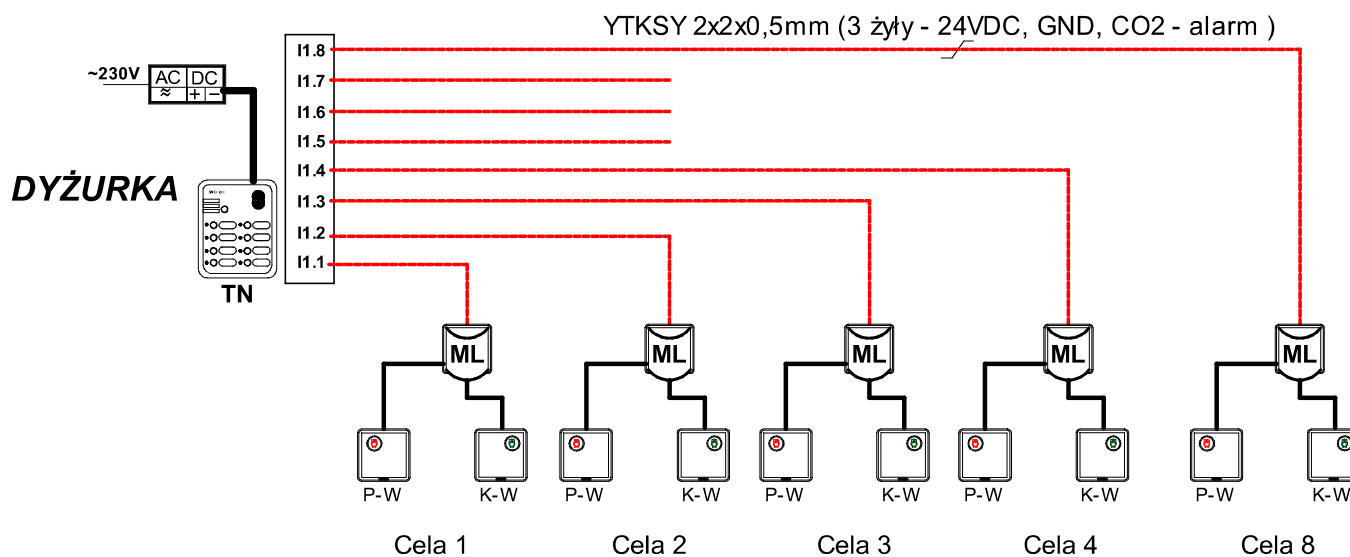 YTKSY 2x2x0,5mm (3 żyły - 24VDC, GND, CO2 - alarm )
~230V
AC DC
≈ + −
DYŻURKA
TN
I1.8
I1.7
I1.6
I1.5
I1.4
I1.3
I1.2
I1.1
ML ML ML ML ML
P-W K-W P-W K-W P-W K-W P-W K-W P-W K-W
Cela 1 Cela 2 Cela 3 Cela 4 Cela 8